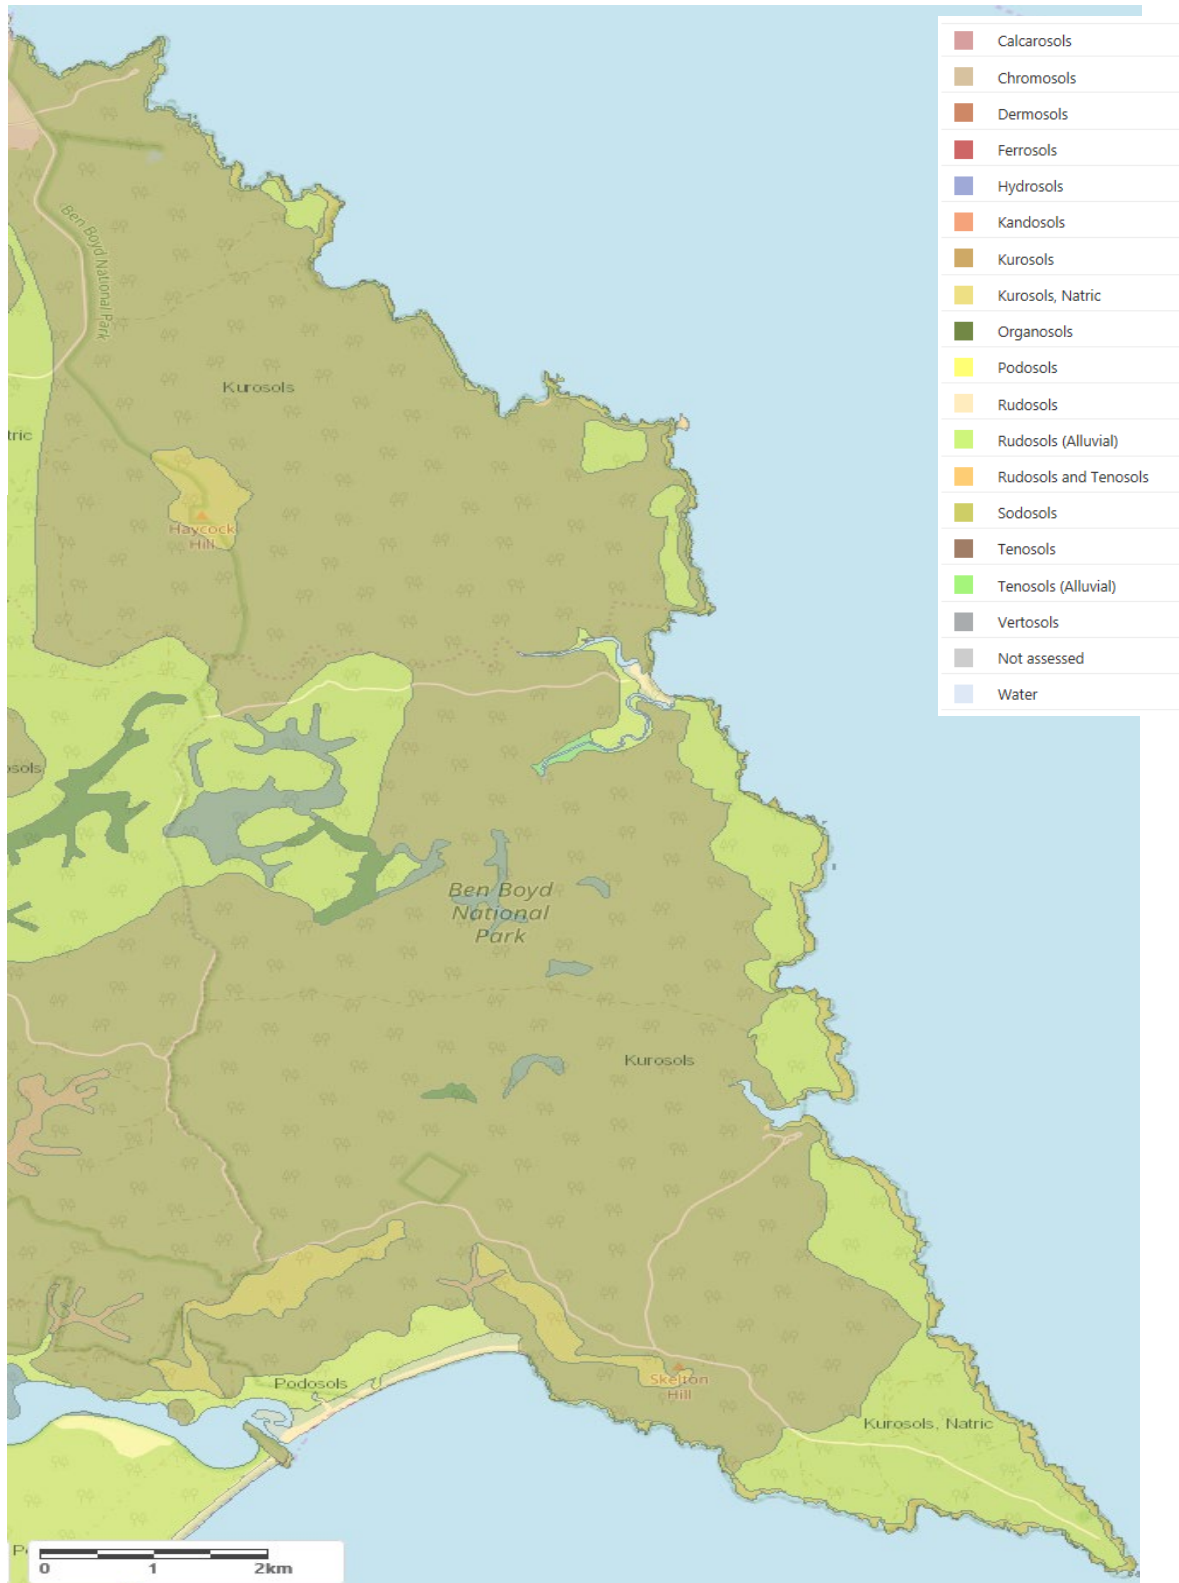 Calcarosols
Chromosols
Dermosols
Ferrosols
Hydrosols
Kandosols
Kurosols
Kurosols, Natric
Organosols
Podosols
Rudosols
Rudosols (Alluvial)
Rudosols and Tenosols
Sodosols
Tenosols
Tenosols (Alluvial)
Vertosols
Not assessed
Water
Ben Boyd National Park
Kurosols
tric
Haycock
Hill
osols
Ben Boyd
National
Park
Kurosols
Podosols
Skelton
Hill
Kurosols, Natric
P
0 1 2km